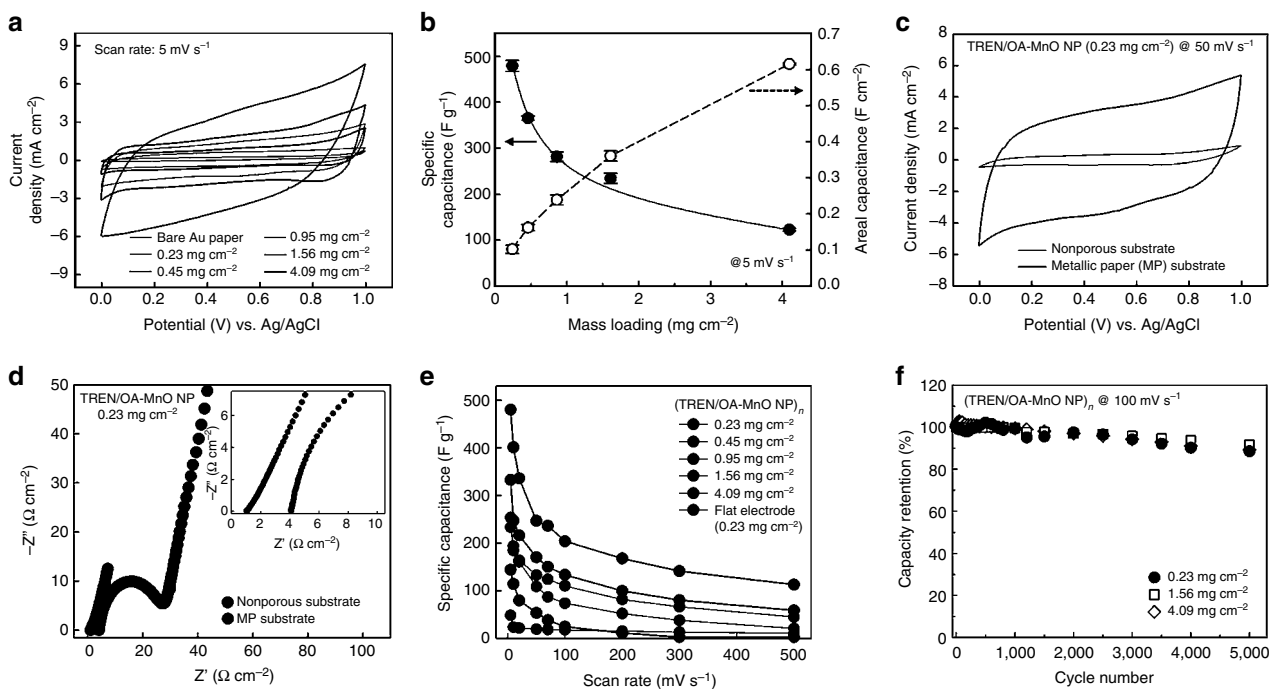 a
Scan rate: 5 mV s⁻¹
9
6
3
0
−3
−6
−9
Current
density (mA cm⁻²)
Bare Au paper
0.23 mg cm⁻²
0.45 mg cm⁻²
0.95 mg cm⁻²
1.56 mg cm⁻²
4.09 mg cm⁻²
0.0 0.2 0.4 0.6 0.8 1.0
Potential (V) vs. Ag/AgCl
b
500
400
300
200
100
0
Specific
capacitance (F g⁻¹)
0.7
0.6
0.5
0.4
0.3
0.2
0.1
0.0
Areal capacitance (F cm⁻²)
@5 mV s⁻¹
0 1 2 3 4
Mass loading (mg cm⁻²)
c
TREN/OA-MnO NP (0.23 mg cm⁻²) @ 50 mV s⁻¹
8
6
4
2
0
−2
−4
−6
−8
Current density (mA cm⁻²)
Nonporous substrate
Metallic paper (MP) substrate
0.0 0.2 0.4 0.6 0.8 1.0
Potential (V) vs. Ag/AgCl
d
TREN/OA-MnO NP
0.23 mg cm⁻²
50
40
30
20
10
0
−Z″ (Ω cm⁻²)
6
4
2
0
−Z″ (Ω cm⁻²)
0 2 4 6 8 10
Z′ (Ω cm⁻²)
Nonporous substrate
MP substrate
0 20 40 60 80 100
Z′ (Ω cm⁻²)
e
500
400
300
200
100
0
Specific capacitance (F g⁻¹)
(TREN/OA-MnO NP)ₙ
0.23 mg cm⁻²
0.45 mg cm⁻²
0.95 mg cm⁻²
1.56 mg cm⁻²
4.09 mg cm⁻²
Flat electrode
(0.23 mg cm⁻²)
0 100 200 300 400 500
Scan rate (mV s⁻¹)
f
(TREN/OA-MnO NP)ₙ @ 100 mV s⁻¹
120
100
80
60
40
20
0
Capacity retention (%)
0.23 mg cm⁻²
1.56 mg cm⁻²
4.09 mg cm⁻²
0 1,000 2,000 3,000 4,000 5,000
Cycle number